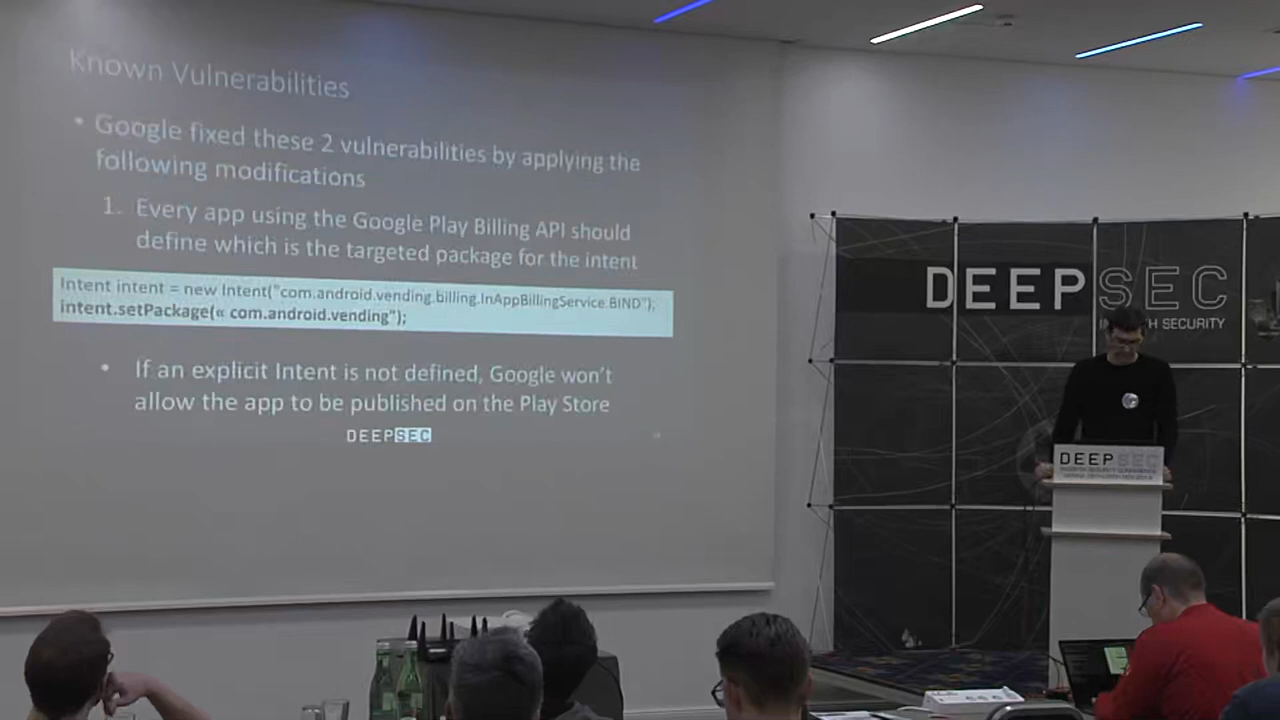 Known Vulnerabilities
• Google fixed these 2 vulnerabilities by applying the
following modifications
1. Every app using the Google Play Billing API should
define which is the targeted package for the intent
Intent intent = new Intent("com.android.vending.billing.InAppBillingService.BIND");
intent.setPackage(« com.android.vending");
• If an explicit Intent is not defined, Google won't
allow the app to be published on the Play Store
DEEPSEC
DEEPSEC
SECURITY
DEEPSEC